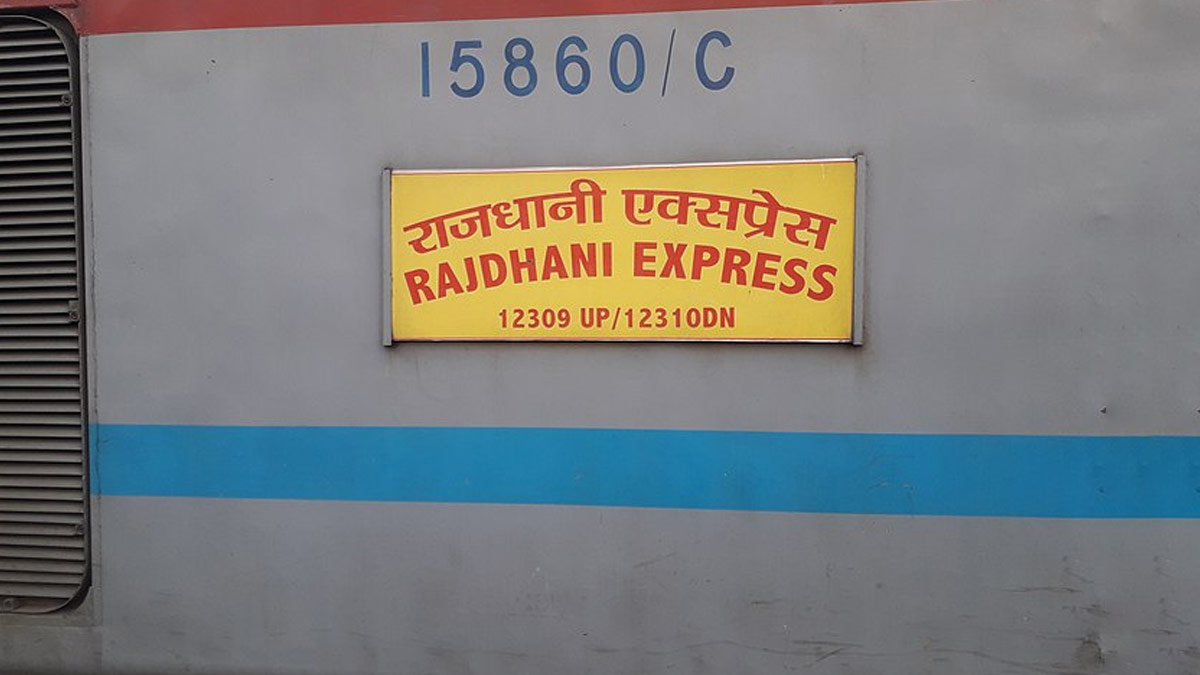 15860/C
राजधानी एक्सप्रेस
RAJDHANI EXPRESS
12309 UP/12310DN